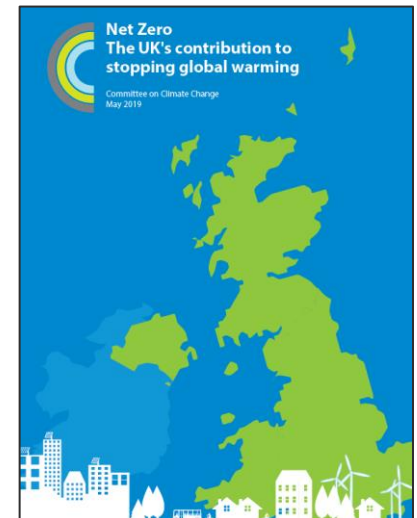 Net Zero
The UK's contribution to
stopping global warming
Committee on Climate Change
May 2019